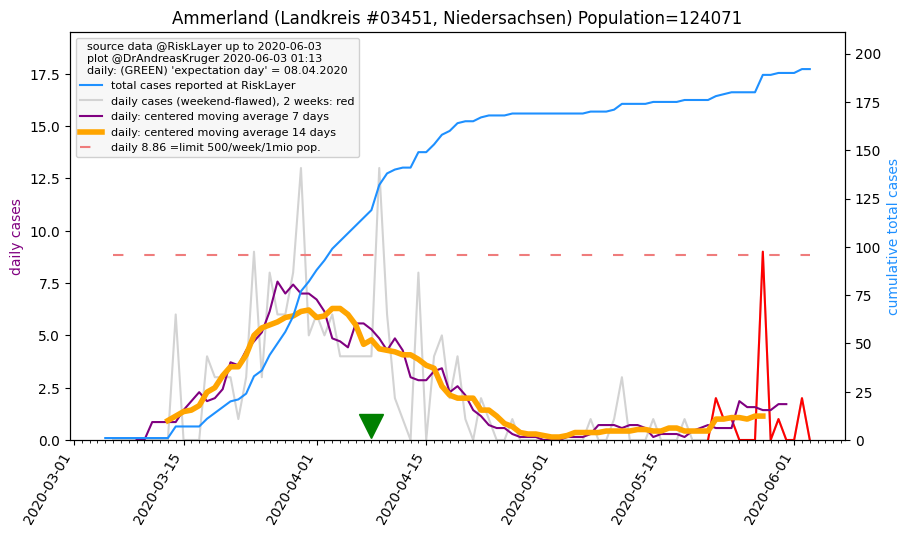 Ammerland (Landkreis #03451, Niedersachsen) Population=124071
source data @RiskLayer up to 2020-06-03
plot @DrAndreasKruger 2020-06-03 01:13
daily: (GREEN) 'expectation day' = 08.04.2020
total cases reported at RiskLayer
daily cases (weekend-flawed), 2 weeks: red
daily: centered moving average 7 days
daily: centered moving average 14 days
daily 8.86 =limit 500/week/1mio pop.
daily cases
17.5
15.0
12.5
10.0
7.5
5.0
2.5
0.0
200
175
150
125
100
75
50
25
0
cumulative total cases
2020-03-01
2020-03-15
2020-04-01
2020-04-15
2020-05-01
2020-05-15
2020-06-01